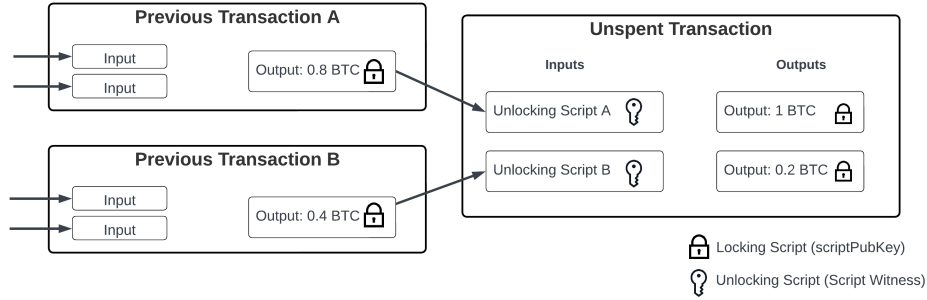 Previous Transaction A
Input
Input
Output: 0.8 BTC
Previous Transaction B
Input
Input
Output: 0.4 BTC
Unspent Transaction
Inputs
Outputs
Unlocking Script A
Output: 1 BTC
Unlocking Script B
Output: 0.2 BTC
Locking Script (scriptPubKey)
Unlocking Script (Script Witness)